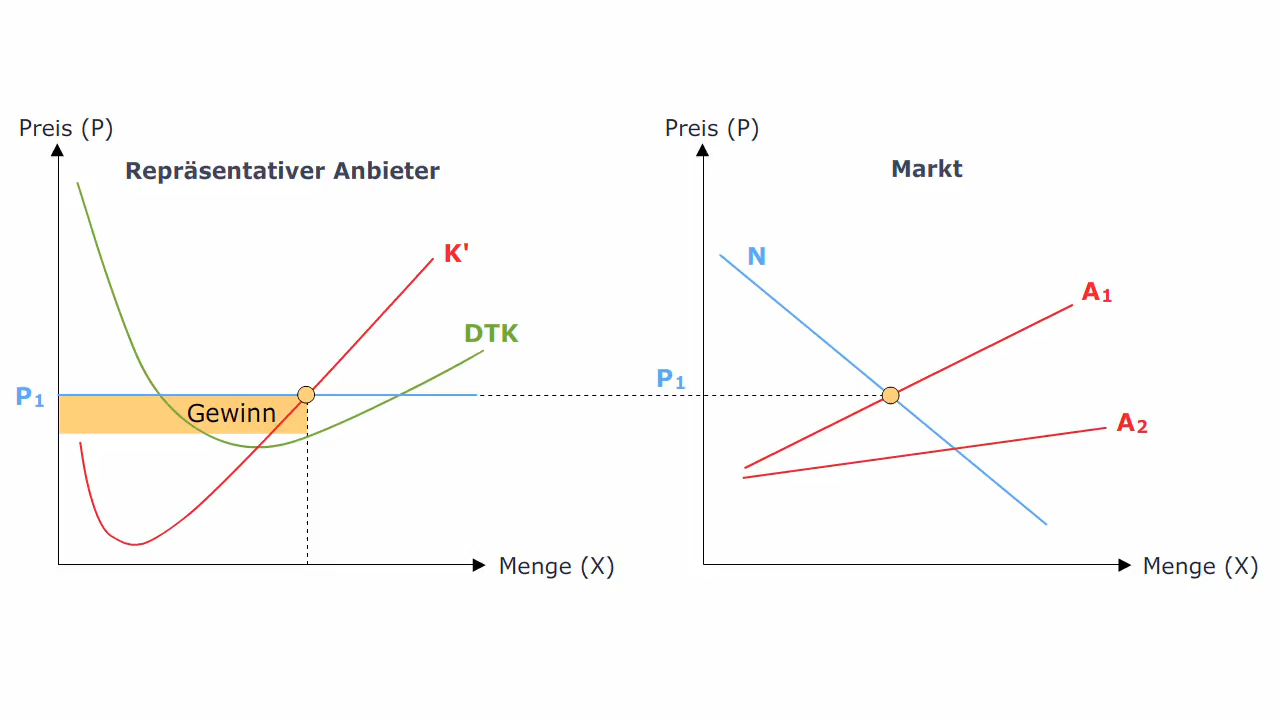 Preis (P)
Repräsentativer Anbieter
K'
DTK
P1
Gewinn
Menge (X)
Preis (P)
Markt
N
A1
P1
A2
Menge (X)